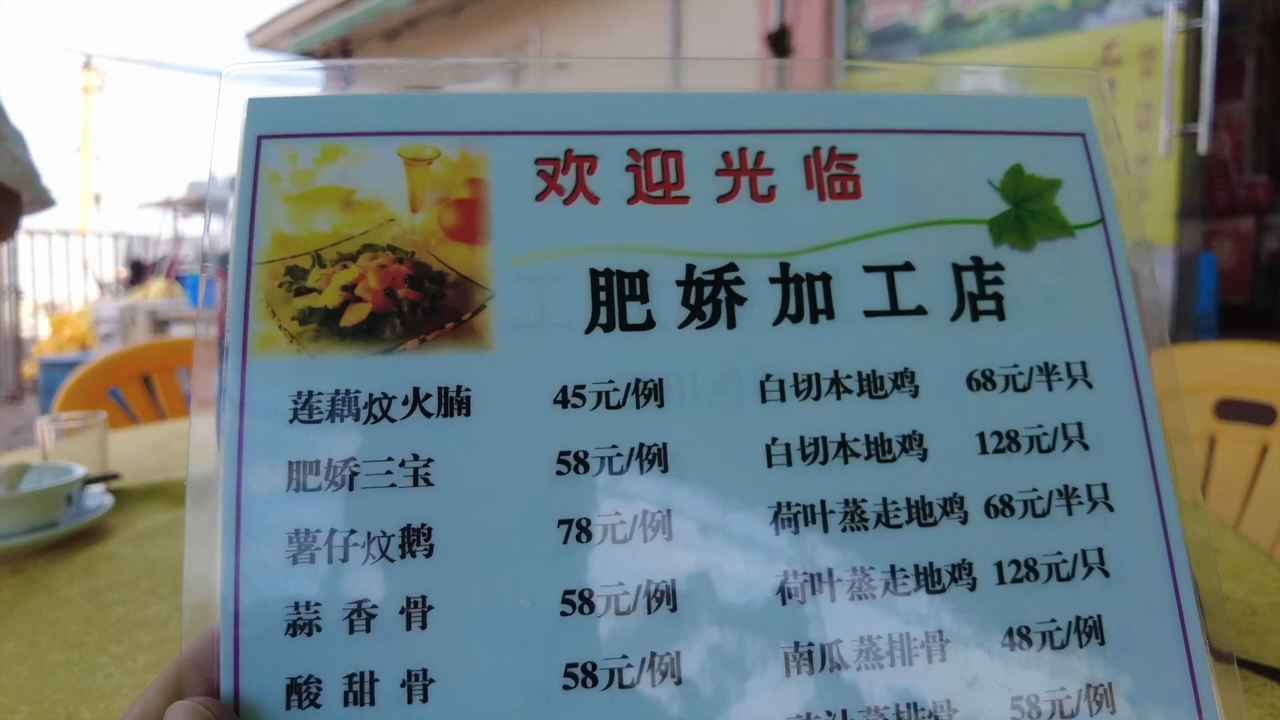 欢迎光临
肥娇加工店
莲藕炆火腩 45元/例 白切本地鸡 68元/半只
肥娇三宝 58元/例 白切本地鸡 128元/只
薯仔炆鹅 78元/例 荷叶蒸走地鸡 68元/半只
蒜香骨 58元/例 荷叶蒸走地鸡 128元/只
酸甜骨 58元/例 南瓜蒸排骨 48元/例
蒸排骨 58元/例